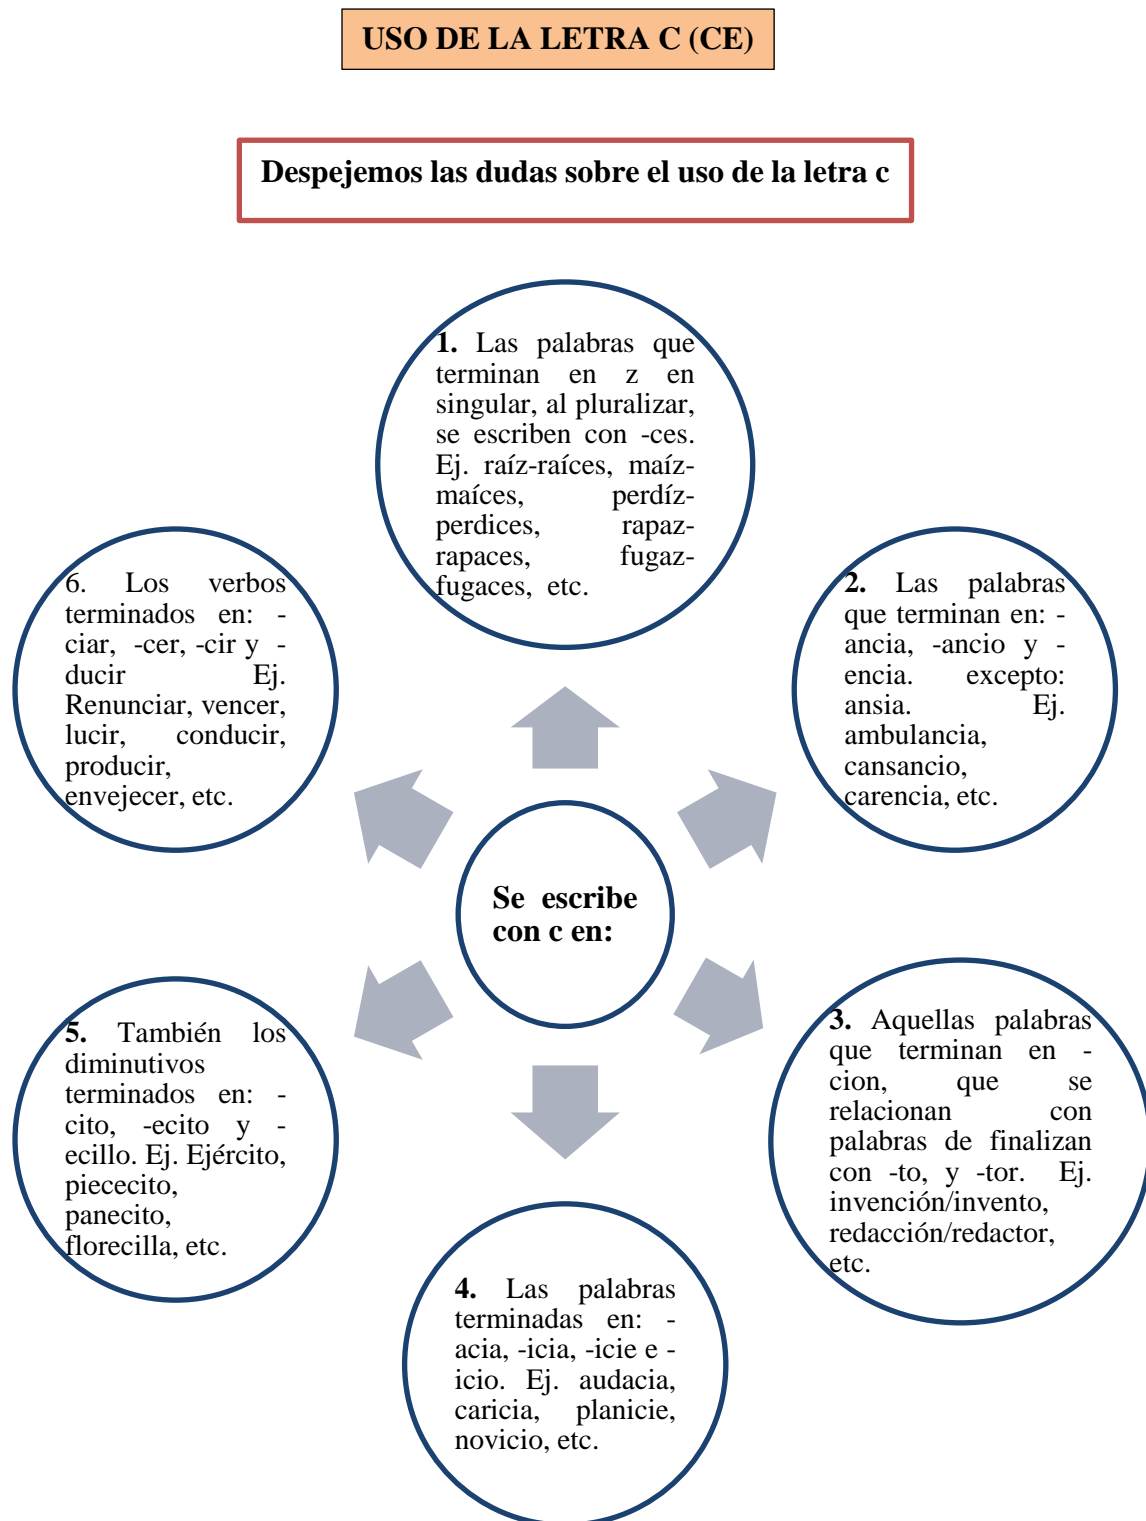 USO DE LA LETRA C (CE)
Despejemos las dudas sobre el uso de la letra c
1. Las palabras que
terminan en z en
singular, al pluralizar,
se escriben con -ces.
Ej. raíz-raíces, maíz-
maíces, perdíz-
perdices, rapaz-
rapaces, fugaz-
fugaces, etc.
2. Las palabras
que terminan en: -
ancia, -ancio y -
encia. excepto:
ansia. Ej.
ambulancia,
cansancio,
carencia, etc.
3. Aquellas palabras
que terminan en -
cion, que se
relacionan con
palabras de finalizan
con -to, y -tor. Ej.
invención/invento,
redacción/redactor,
etc.
4. Las palabras
terminadas en: -
acia, -icia, -icie e -
icio. Ej. audacia,
caricia, planicie,
novicio, etc.
5. También los
diminutivos
terminados en: -
cito, -ecito y -
ecillo. Ej. Ejército,
piececito,
panecito,
florecilla, etc.
6. Los verbos
terminados en: -
ciar, -cer, -cir y -
ducir Ej.
Renunciar, vencer,
lucir, conducir,
producir,
envejecer, etc.
Se escribe
con c en: